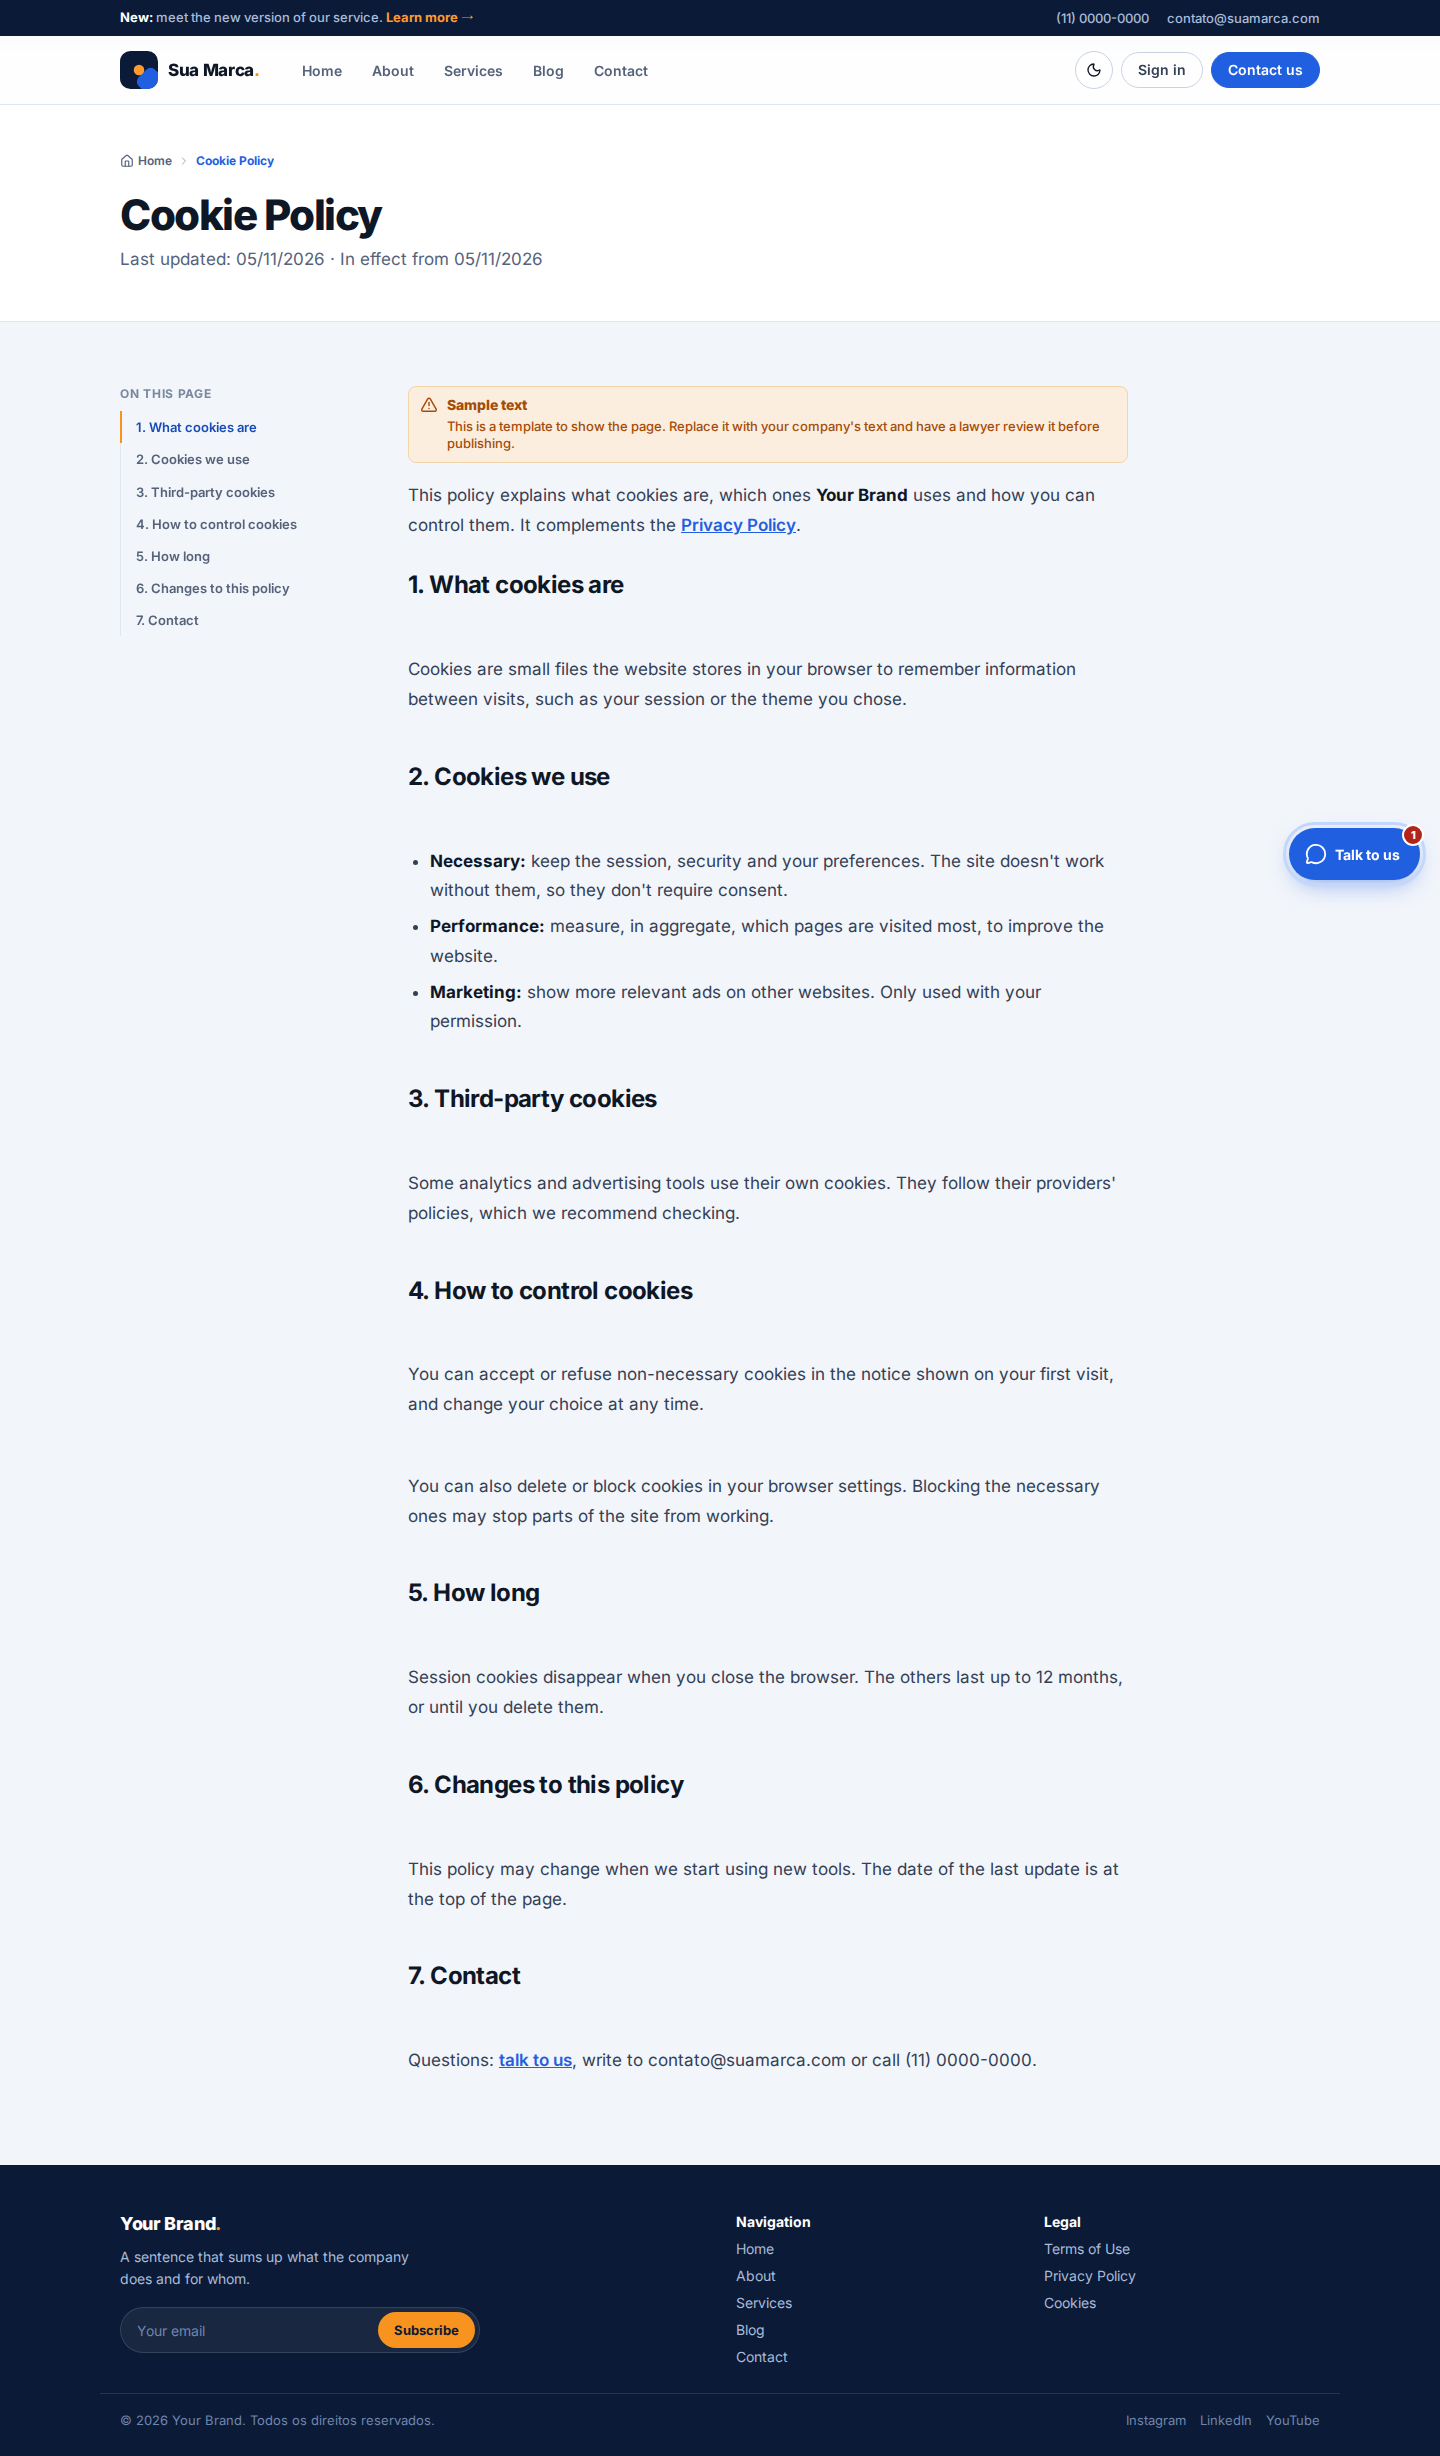 New: meet the new version of our service. Learn more →
(11) 0000-0000 contato@suamarca.com
Sua Marca.
Home About Services Blog Contact
Sign in
Contact us
Home > Cookie Policy
Cookie Policy
Last updated: 05/11/2026 · In effect from 05/11/2026
ON THIS PAGE
1. What cookies are
2. Cookies we use
3. Third-party cookies
4. How to control cookies
5. How long
6. Changes to this policy
7. Contact
Sample text
This is a template to show the page. Replace it with your company's text and have a lawyer review it before
publishing.
This policy explains what cookies are, which ones Your Brand uses and how you can
control them. It complements the Privacy Policy.
1. What cookies are
Cookies are small files the website stores in your browser to remember information
between visits, such as your session or the theme you chose.
2. Cookies we use
• Necessary: keep the session, security and your preferences. The site doesn't work
without them, so they don't require consent.
• Performance: measure, in aggregate, which pages are visited most, to improve the
website.
• Marketing: show more relevant ads on other websites. Only used with your
permission.
1
Talk to us
3. Third-party cookies
Some analytics and advertising tools use their own cookies. They follow their providers'
policies, which we recommend checking.
4. How to control cookies
You can accept or refuse non-necessary cookies in the notice shown on your first visit,
and change your choice at any time.
You can also delete or block cookies in your browser settings. Blocking the necessary
ones may stop parts of the site from working.
5. How long
Session cookies disappear when you close the browser. The others last up to 12 months,
or until you delete them.
6. Changes to this policy
This policy may change when we start using new tools. The date of the last update is at
the top of the page.
7. Contact
Questions: talk to us, write to contato@suamarca.com or call (11) 0000-0000.
Your Brand.
A sentence that sums up what the company
does and for whom.
Your email
Subscribe
Navigation
Home
About
Services
Blog
Contact
Legal
Terms of Use
Privacy Policy
Cookies
© 2026 Your Brand. Todos os direitos reservados.
Instagram LinkedIn YouTube